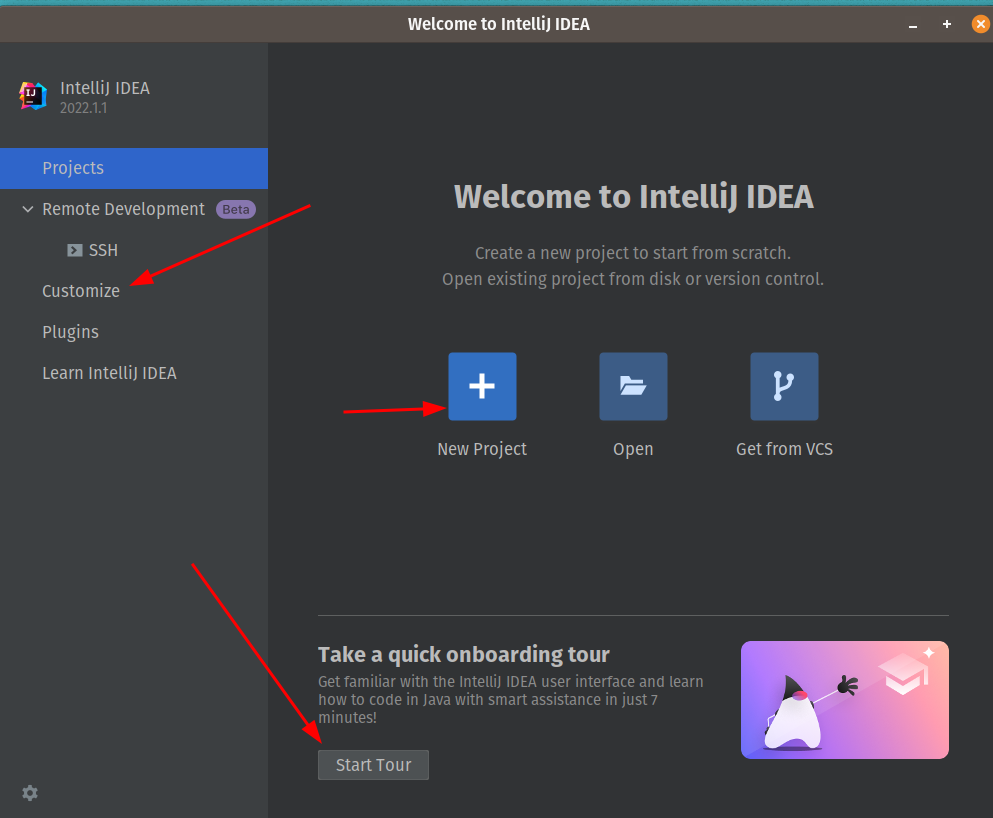 Welcome to IntelliJ IDEA
IJ
IntelliJ IDEA
2022.1.1
Projects
Remote Development Beta
SSH
Customize
Plugins
Learn IntelliJ IDEA
Welcome to IntelliJ IDEA
Create a new project to start from scratch.
Open existing project from disk or version control.
New Project
Open
Get from VCS
Take a quick onboarding tour
Get familiar with the IntelliJ IDEA user interface and learn
how to code in Java with smart assistance in just 7
minutes!
Start Tour